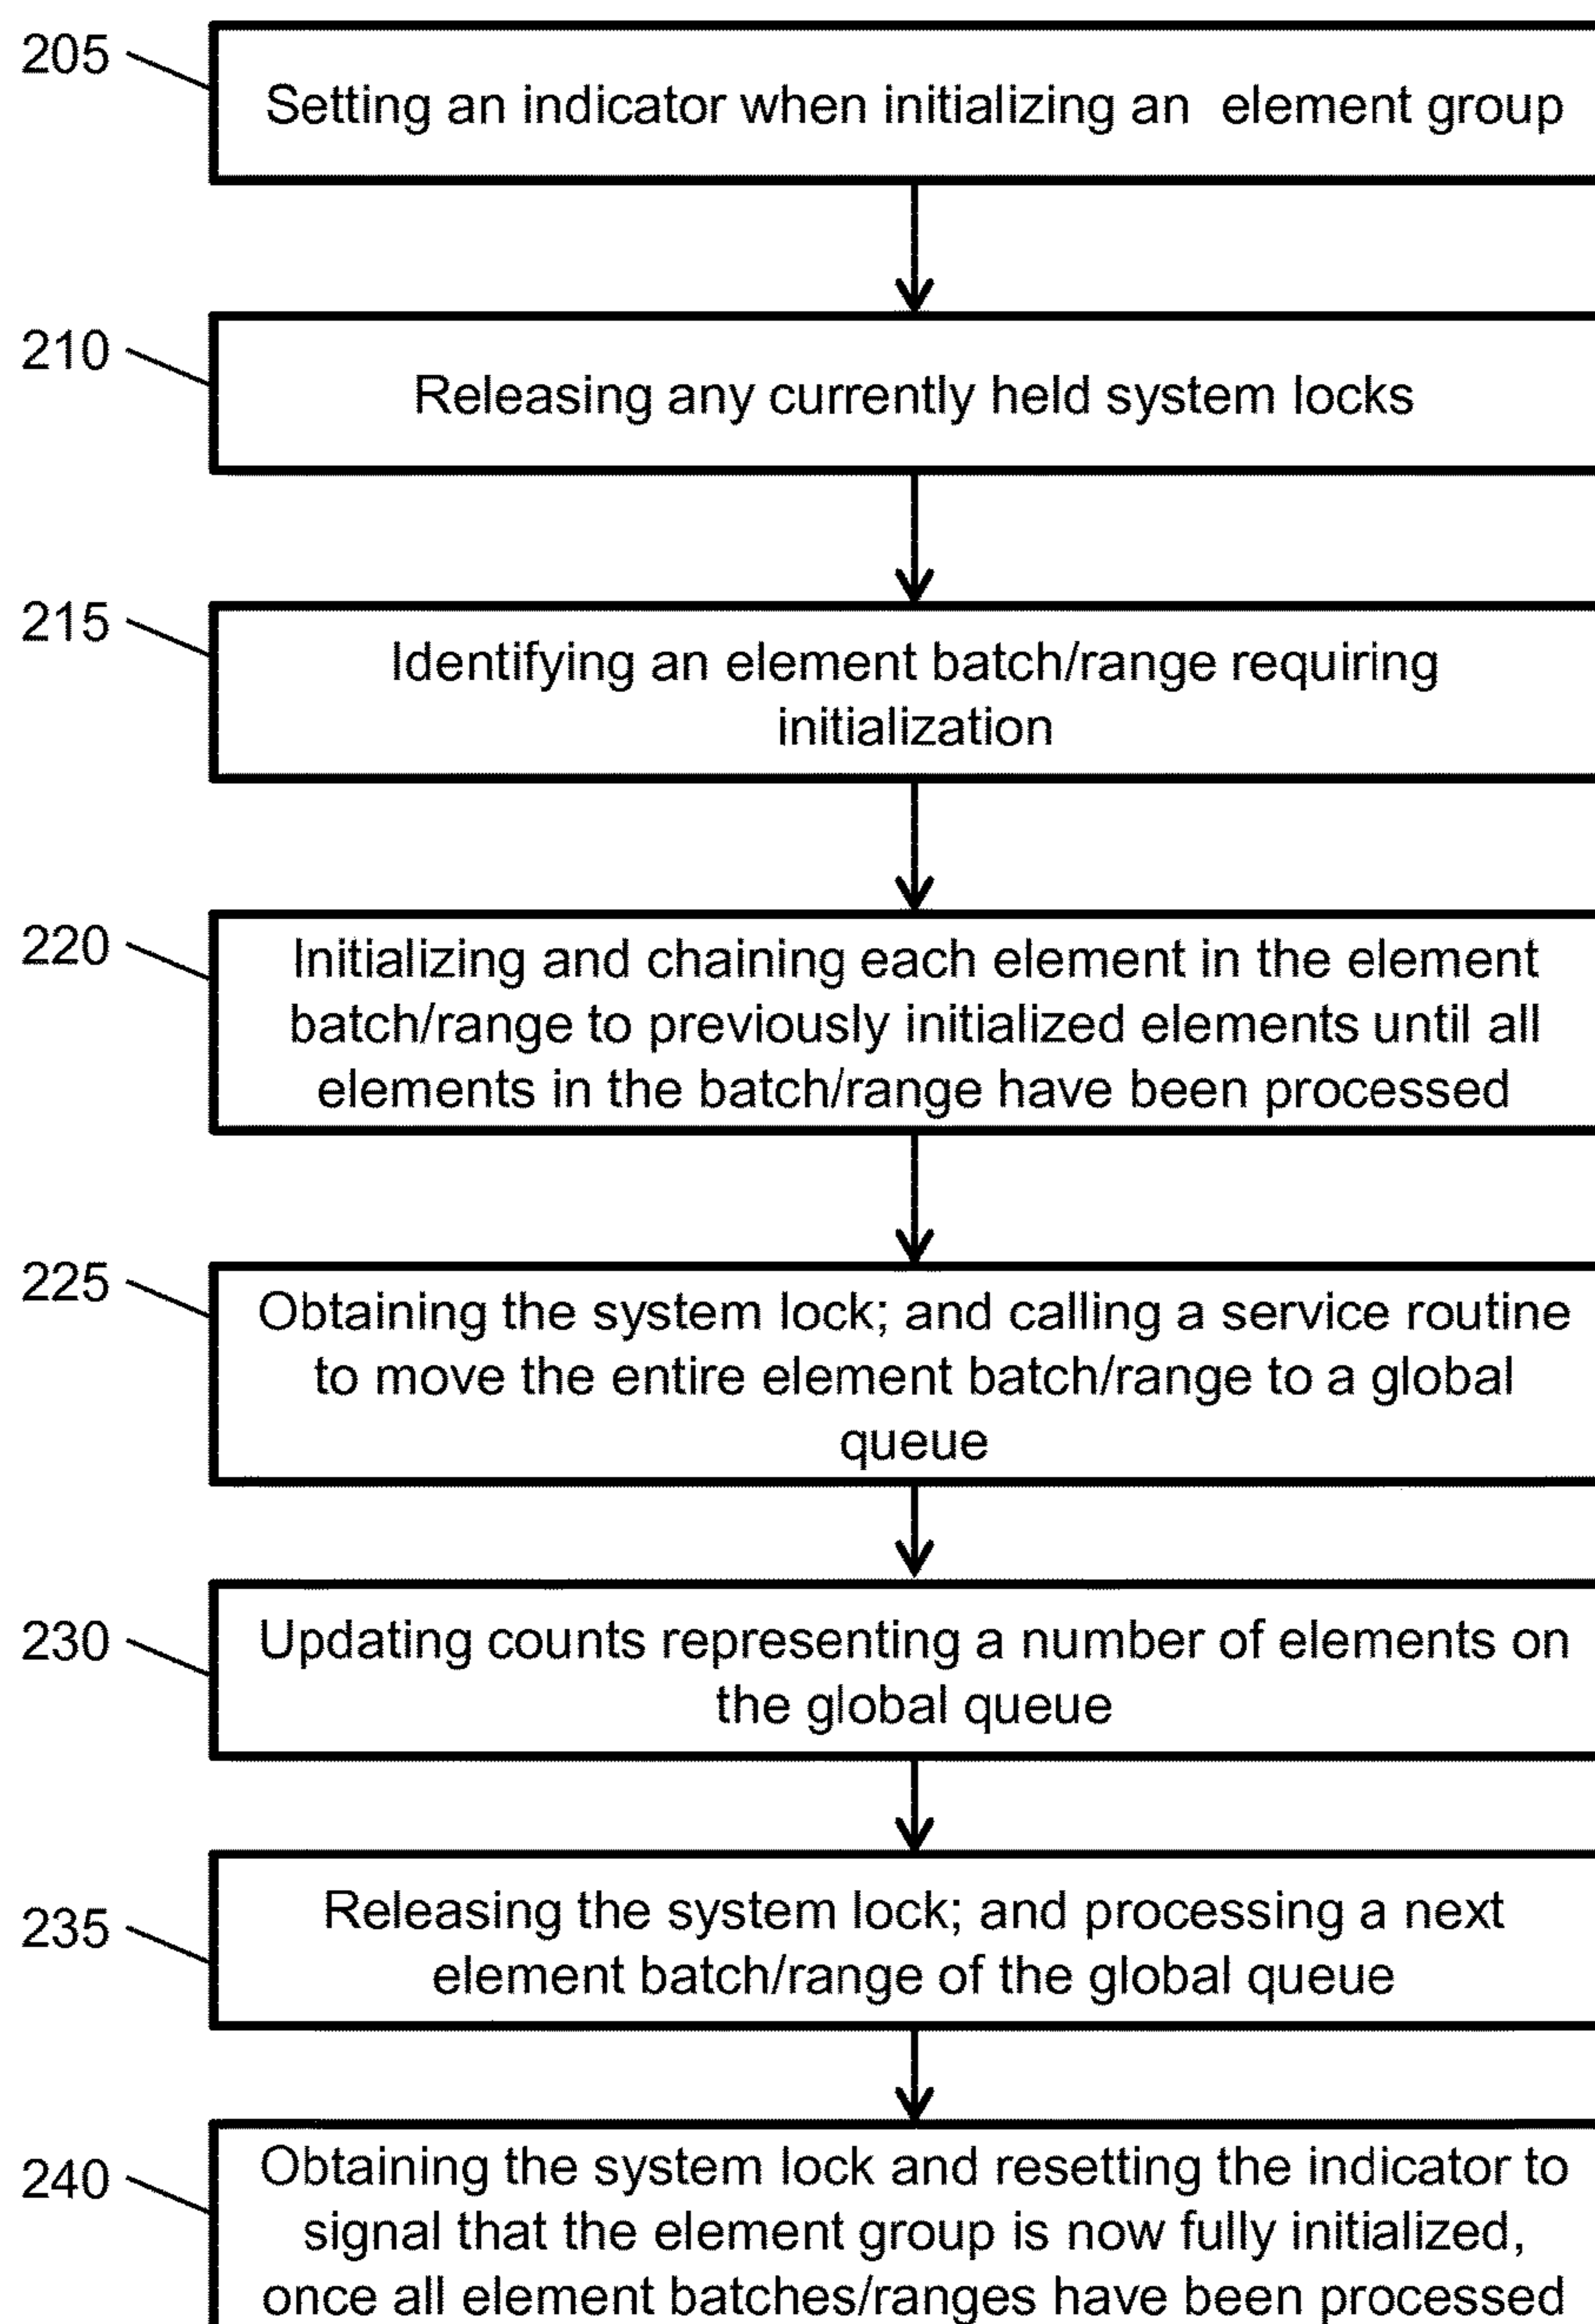 205
Setting an indicator when initializing an element group
210
Releasing any currently held system locks
215
Identifying an element batch/range requiring
initialization
220
Initializing and chaining each element in the element
batch/range to previously initialized elements until all
elements in the batch/range have been processed
225
Obtaining the system lock; and calling a service routine
to move the entire element batch/range to a global
queue
230
Updating counts representing a number of elements on
the global queue
235
Releasing the system lock; and processing a next
element batch/range of the global queue
240
Obtaining the system lock and resetting the indicator to
signal that the element group is now fully initialized,
once all element batches/ranges have been processed